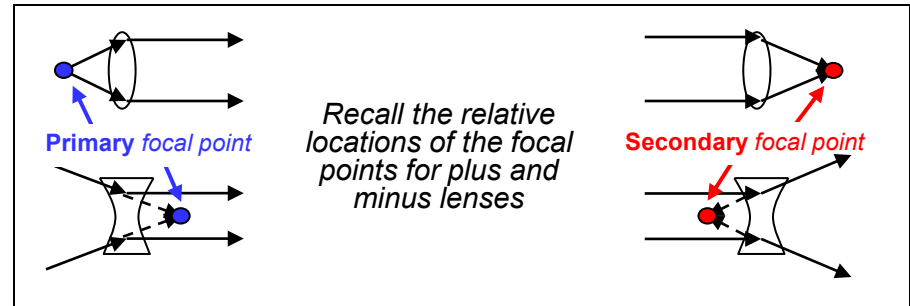 Primary focal point
Recall the relative
locations of the focal
points for plus and
minus lenses
Secondary focal point